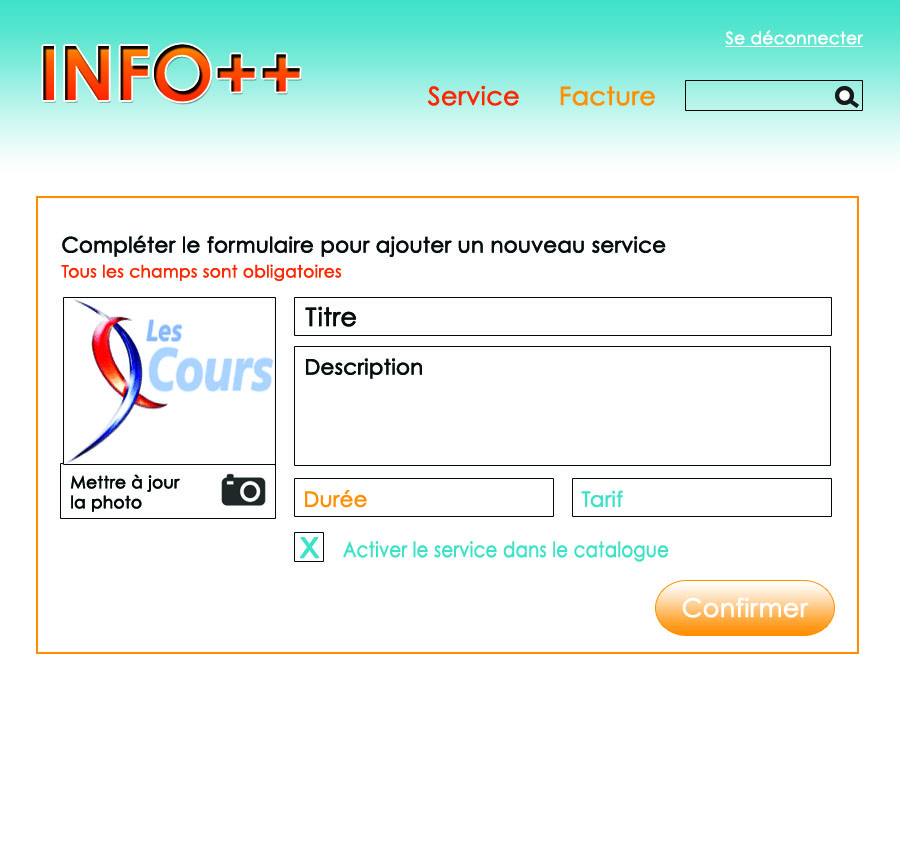 Se déconnecter
INFO++
Service Facture
Compléter le formulaire pour ajouter un nouveau service
Tous les champs sont obligatoires
Les
Cours
Mettre à jour
la photo
Titre
Description
Durée
Tarif
X Activer le service dans le catalogue
Confirmer